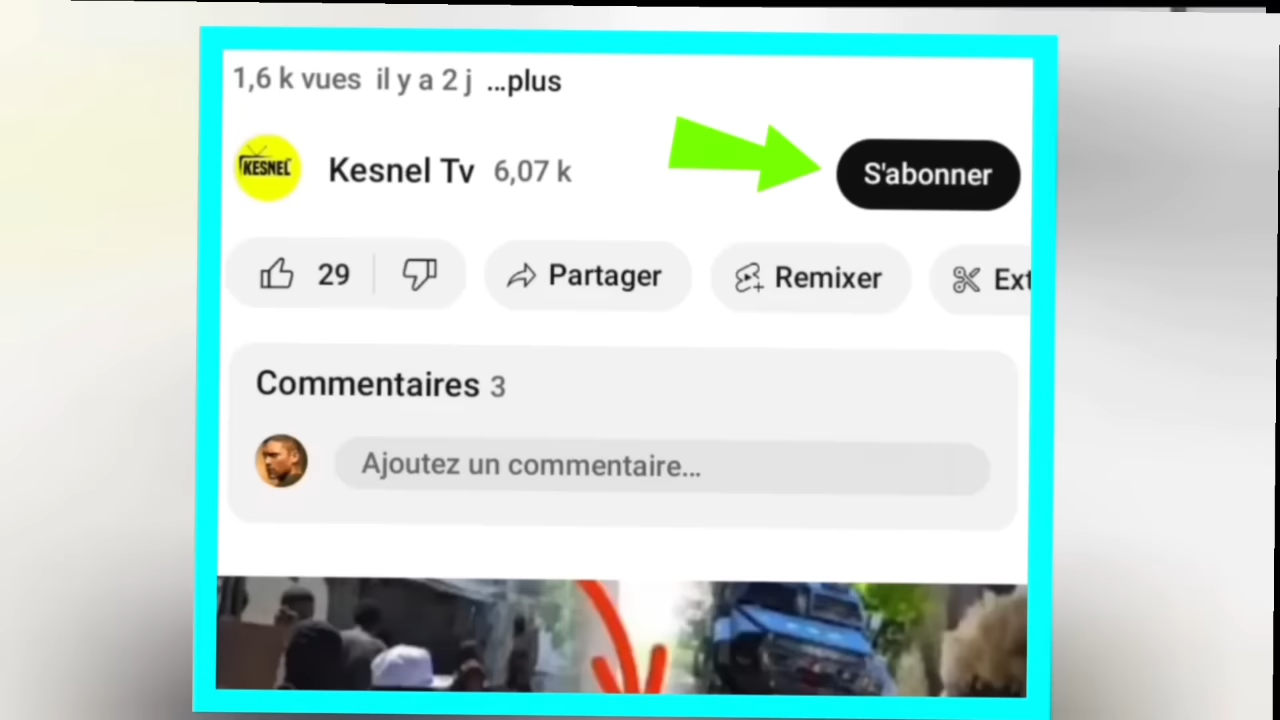 1,6 k vues il y a 2 j ...plus
KESNEL
Kesnel Tv 6,07 k
S'abonner
29
Partager
Remixer
Ext
Commentaires 3
Ajoutez un commentaire...